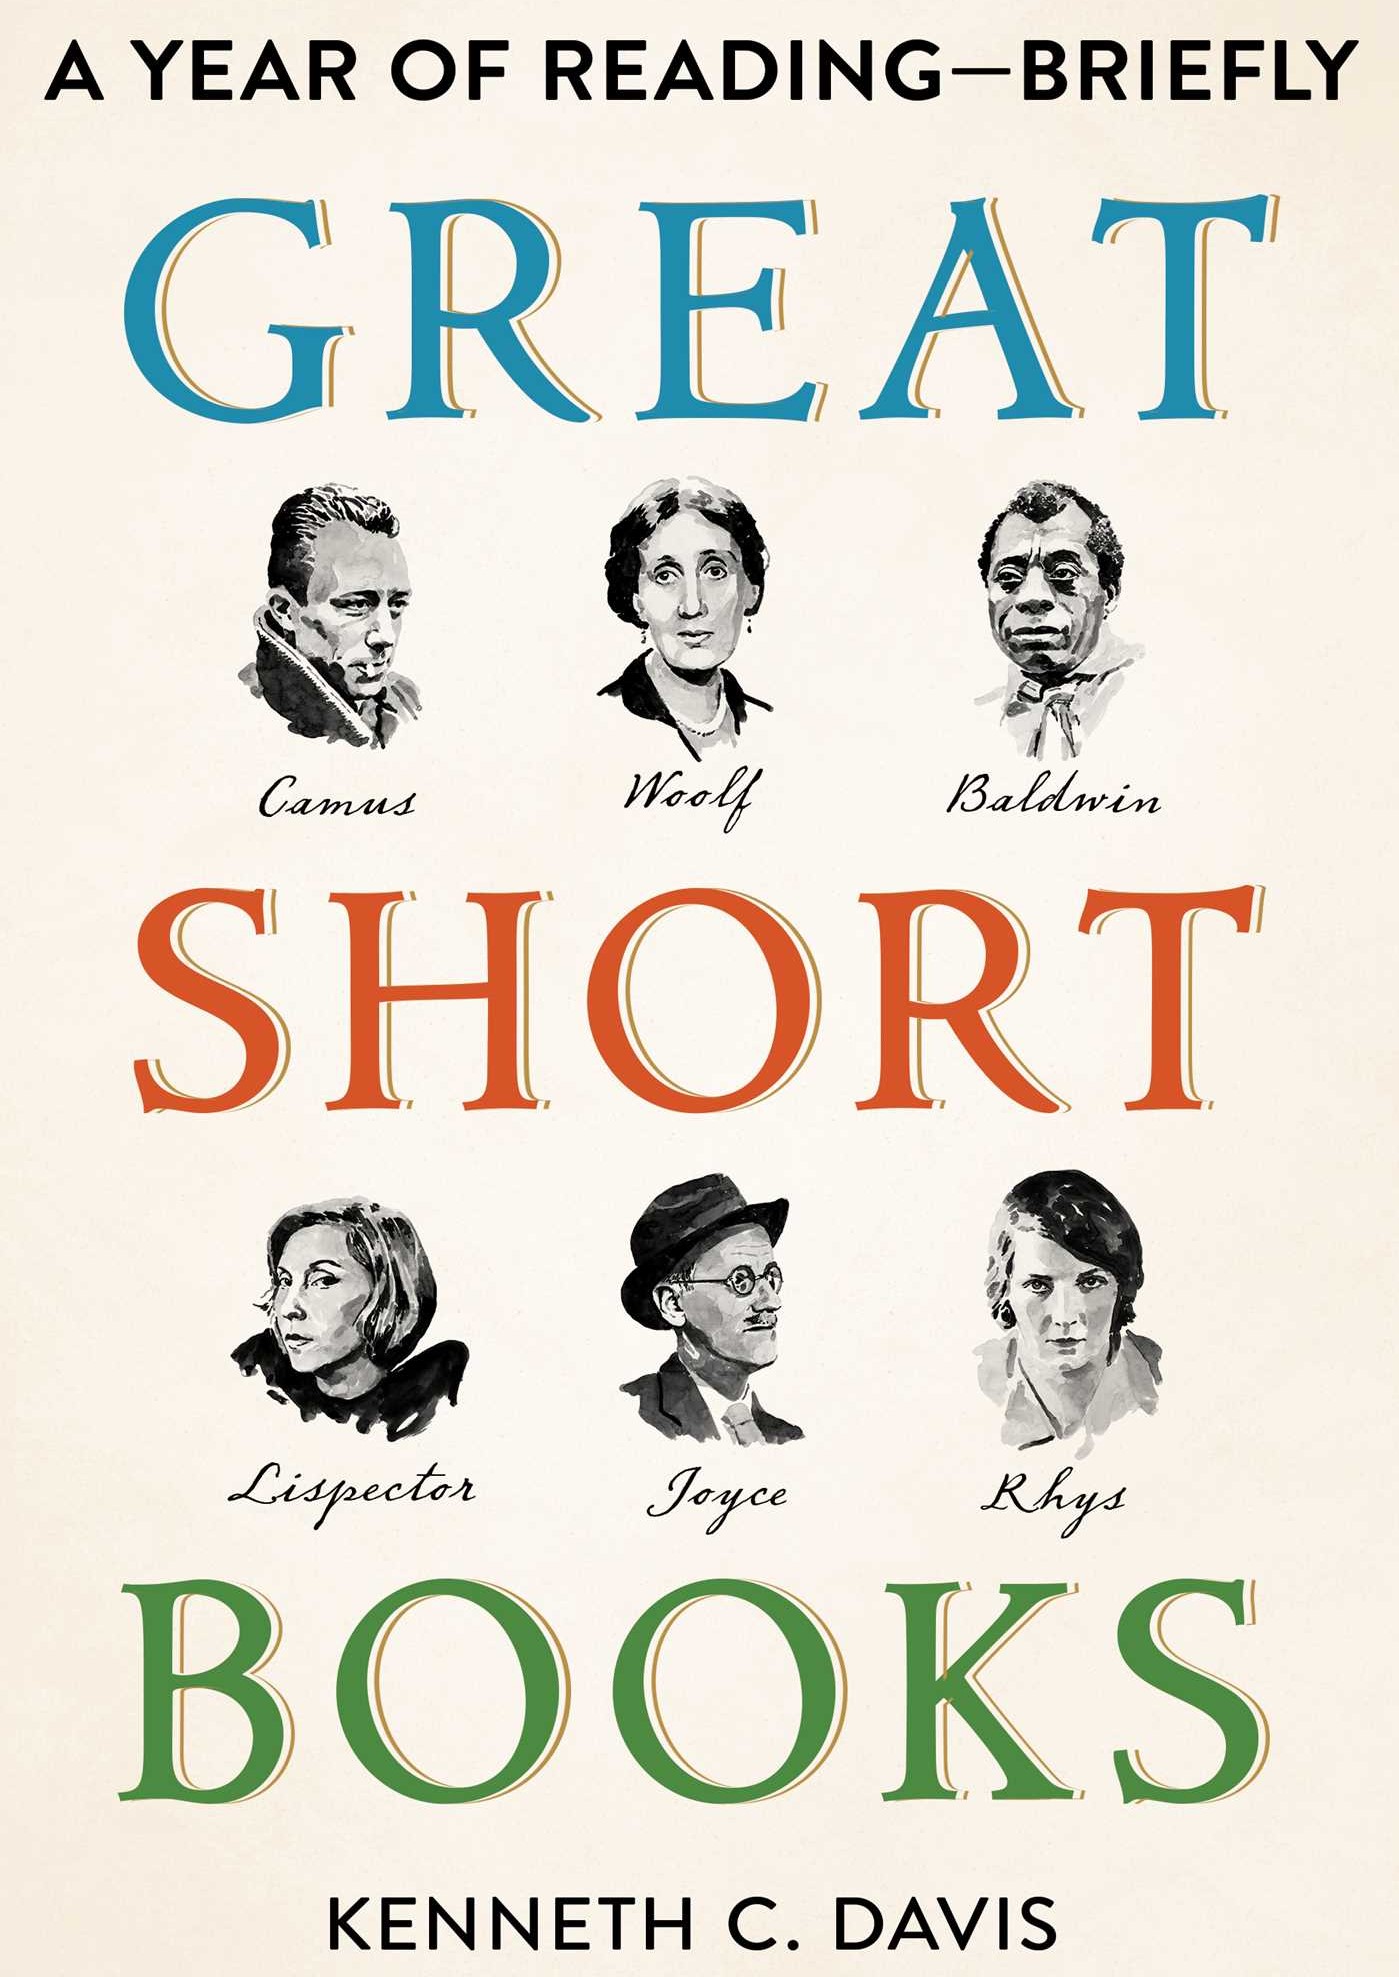 A YEAR OF READING—BRIEFLY
GREAT
Camus Woolf Baldwin
SHORT
Lispector Joyce Rhys
BOOKS
KENNETH C. DAVIS